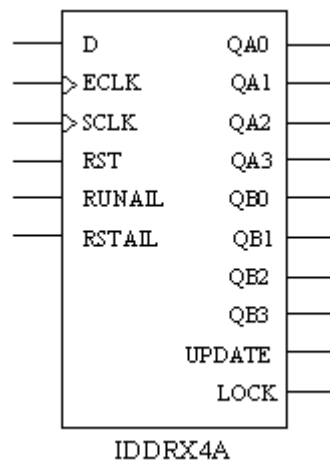 D QA0
ECLK QA1
SCLK QA2
RST QA3
RUNAIL QB0
RSTAIL QB1
QB2
QB3
UPDATE
LOCK
IDDRX4A